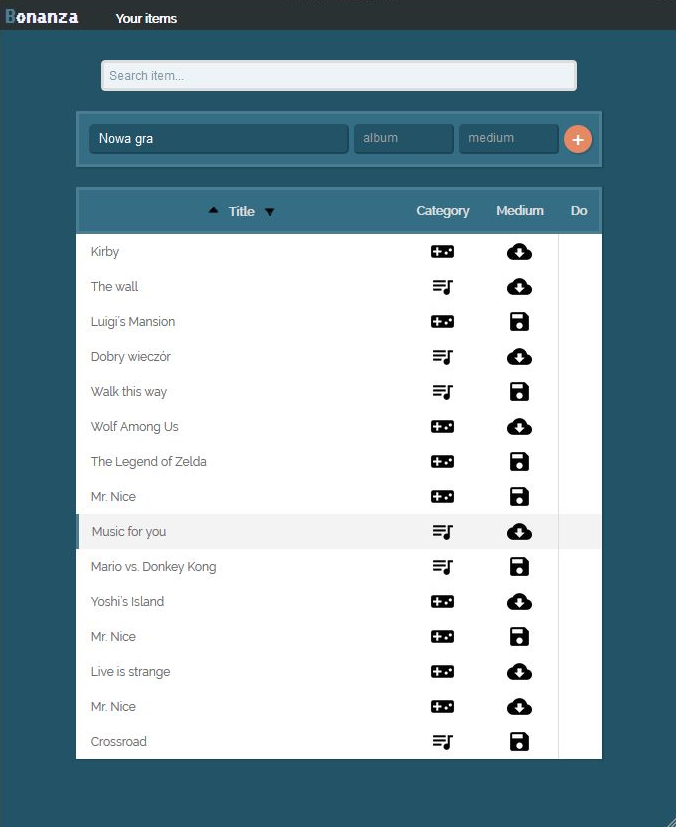 Bonanza Your items
Search item...
Nowa gra album medium +
Title Category Medium Do
Kirby
The wall
Luigi's Mansion
Dobry wieczór
Walk this way
Wolf Among Us
The Legend of Zelda
Mr. Nice
Music for you
Mario vs. Donkey Kong
Yoshi's Island
Mr. Nice
Live is strange
Mr. Nice
Crossroad